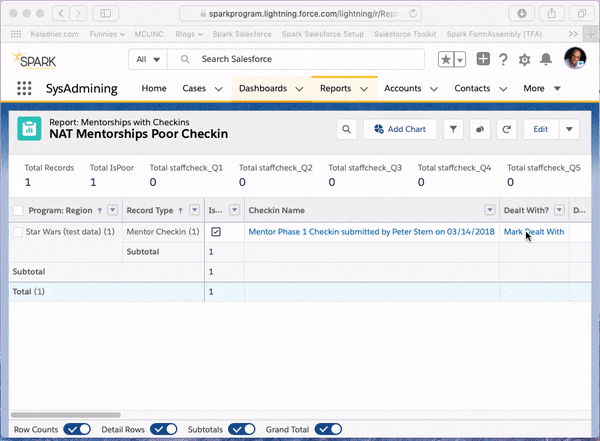 sparkprogram.lightning.force.com/lightning/r/Repo
Kolodner.com Funnies MCLINC Blogs Spark Salesforce Spark Salesforce Setup Salesforce Toolkit Spark FormAssembly (TFA) >>
SPARK All Search Salesforce
SysAdmining Home Cases Dashboards Reports Accounts Contacts More
Report: Mentorships with Checkins
NAT Mentorships Poor Checkin
Add Chart Edit
Total Records Total IsPoor Total staffcheck_Q1 Total staffcheck_Q2 Total staffcheck_Q3 Total staffcheck_Q4 Total staffcheck_Q5
1 1 0 0 0 0 0
Program: Region ↑ Record Type ↑ Is... Checkin Name Dealt With? D...
Star Wars (test data) (1) Mentor Checkin (1) Mentor Phase 1 Checkin submitted by Peter Stern on 03/14/2018 Mark Dealt With
Subtotal 1
Subtotal 1
Total (1) 1
Row Counts Detail Rows Subtotals Grand Total